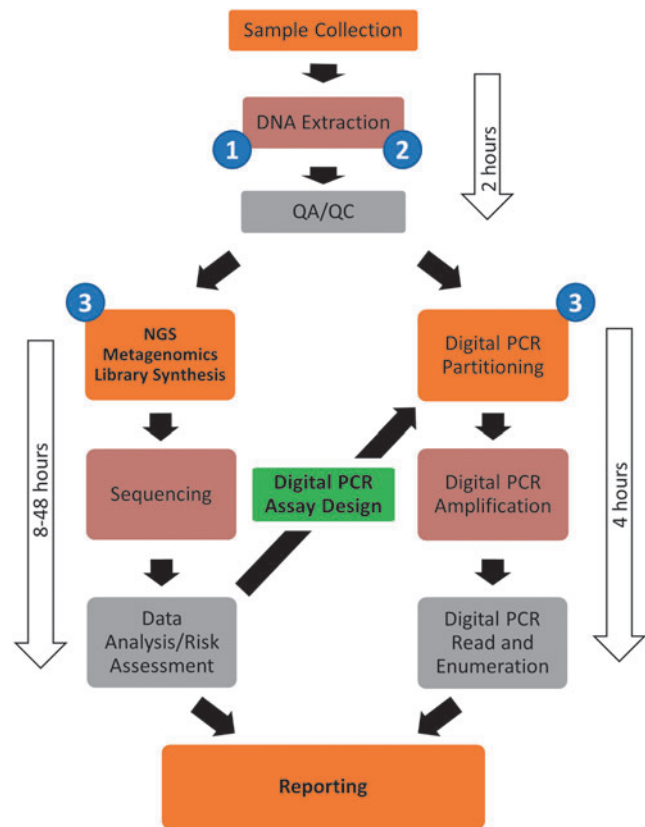 Sample Collection
DNA Extraction
1
2
2 hours
QA/QC
3
NGS
Metagenomics
Library Synthesis
3
Digital PCR
Partitioning
8-48 hours
Sequencing
Digital PCR
Assay Design
Digital PCR
Amplification
4 hours
Data
Analysis/Risk
Assessment
Digital PCR
Read and
Enumeration
Reporting